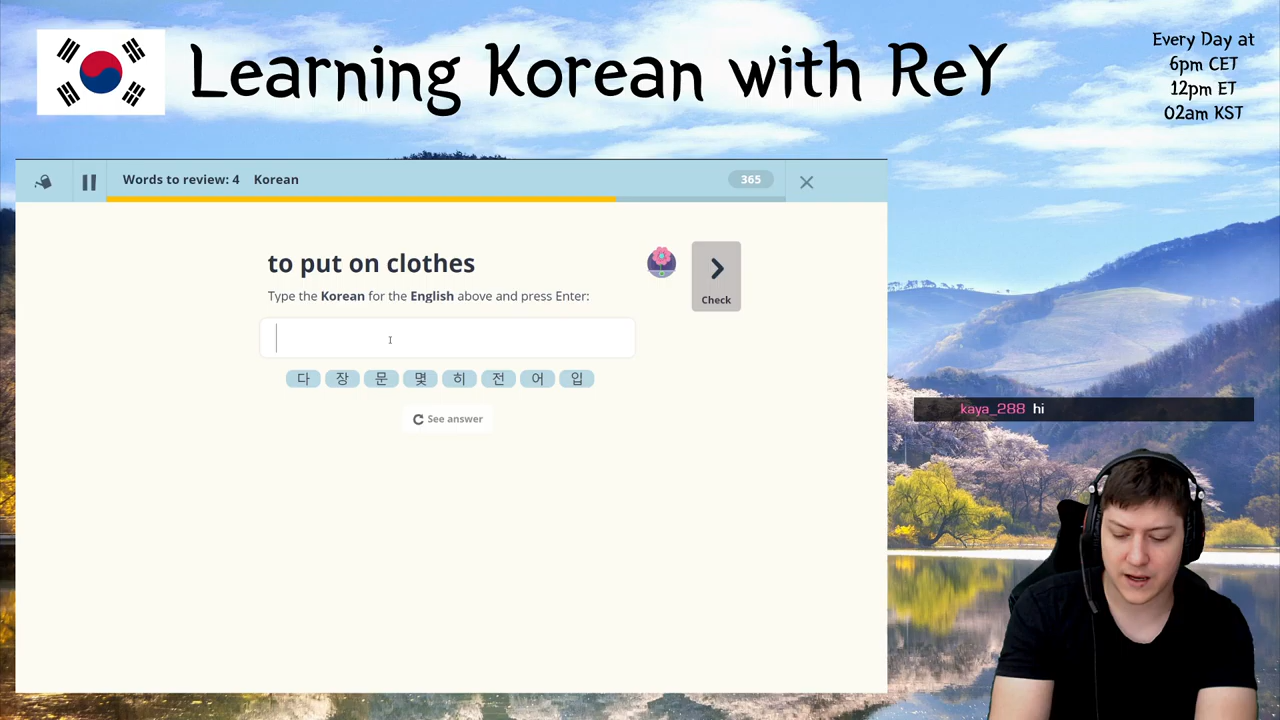 Learning Korean with ReY
Every Day at
6pm CET
12pm ET
02am KST
Words to review: 4 Korean
365
to put on clothes
Type the Korean for the English above and press Enter:
Check
다 장 문 몇 히 전 어 입
See answer
kaya_288 hi